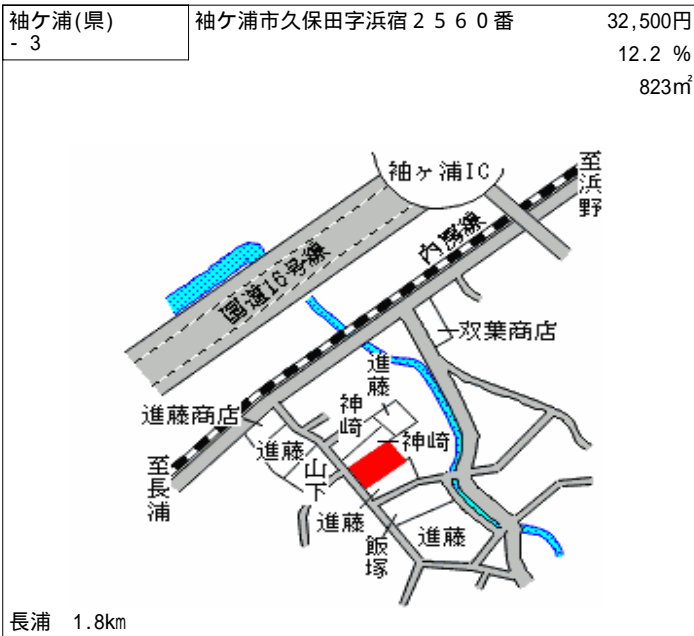 袖ケ浦(県)
- 3
袖ケ浦市久保田字浜宿２５６０番
32,500円
12.2 %
823㎡
袖ヶ浦IC
至浜野
内房線
国道16号線
双葉商店
進藤
神崎
進藤商店
神崎
進藤
山下
至長浦
進藤
飯塚
進藤
長浦 1.8km